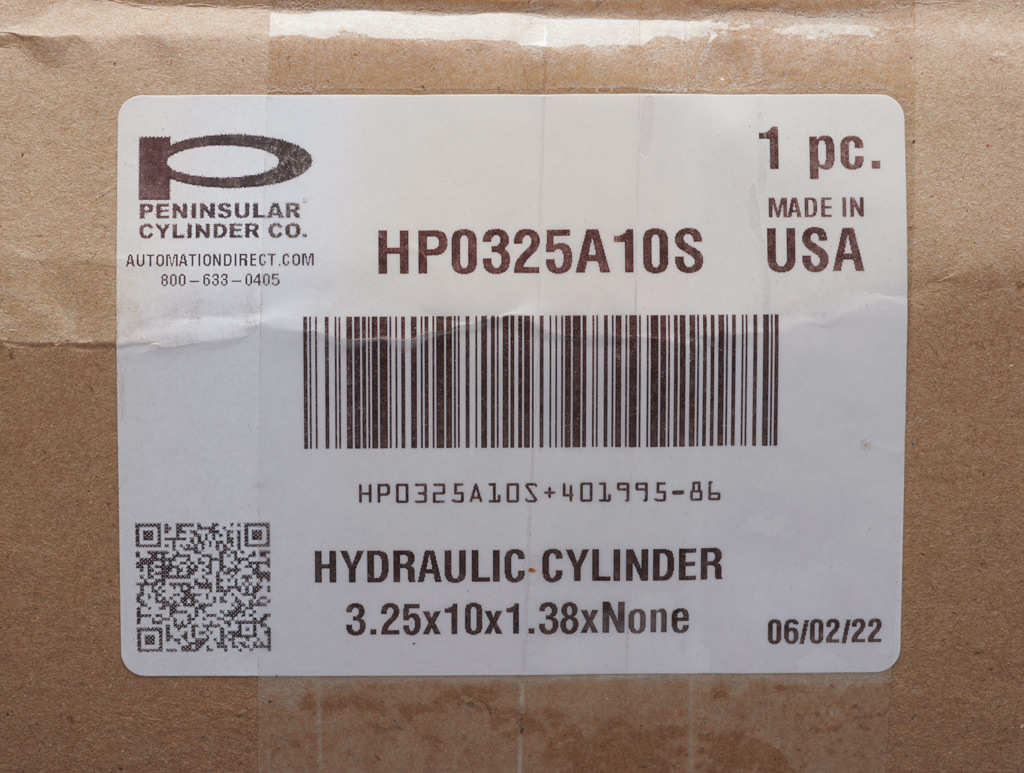 PENINSULAR
CYLINDER CO.
AUTOMATIONDIRECT.COM
800-633-0405
1 pc.
MADE IN
USA
HP0325A10S
HP0325A10S+401995-86
HYDRAULIC CYLINDER
3.25x10x1.38xNone
06/02/22